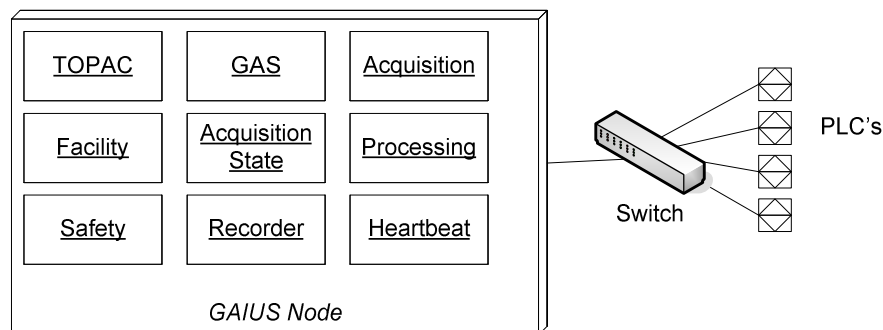 TOPAC
GAS
Acquisition
Facility
Acquisition
State
Processing
Safety
Recorder
Heartbeat
GAIUS Node
Switch
PLC's